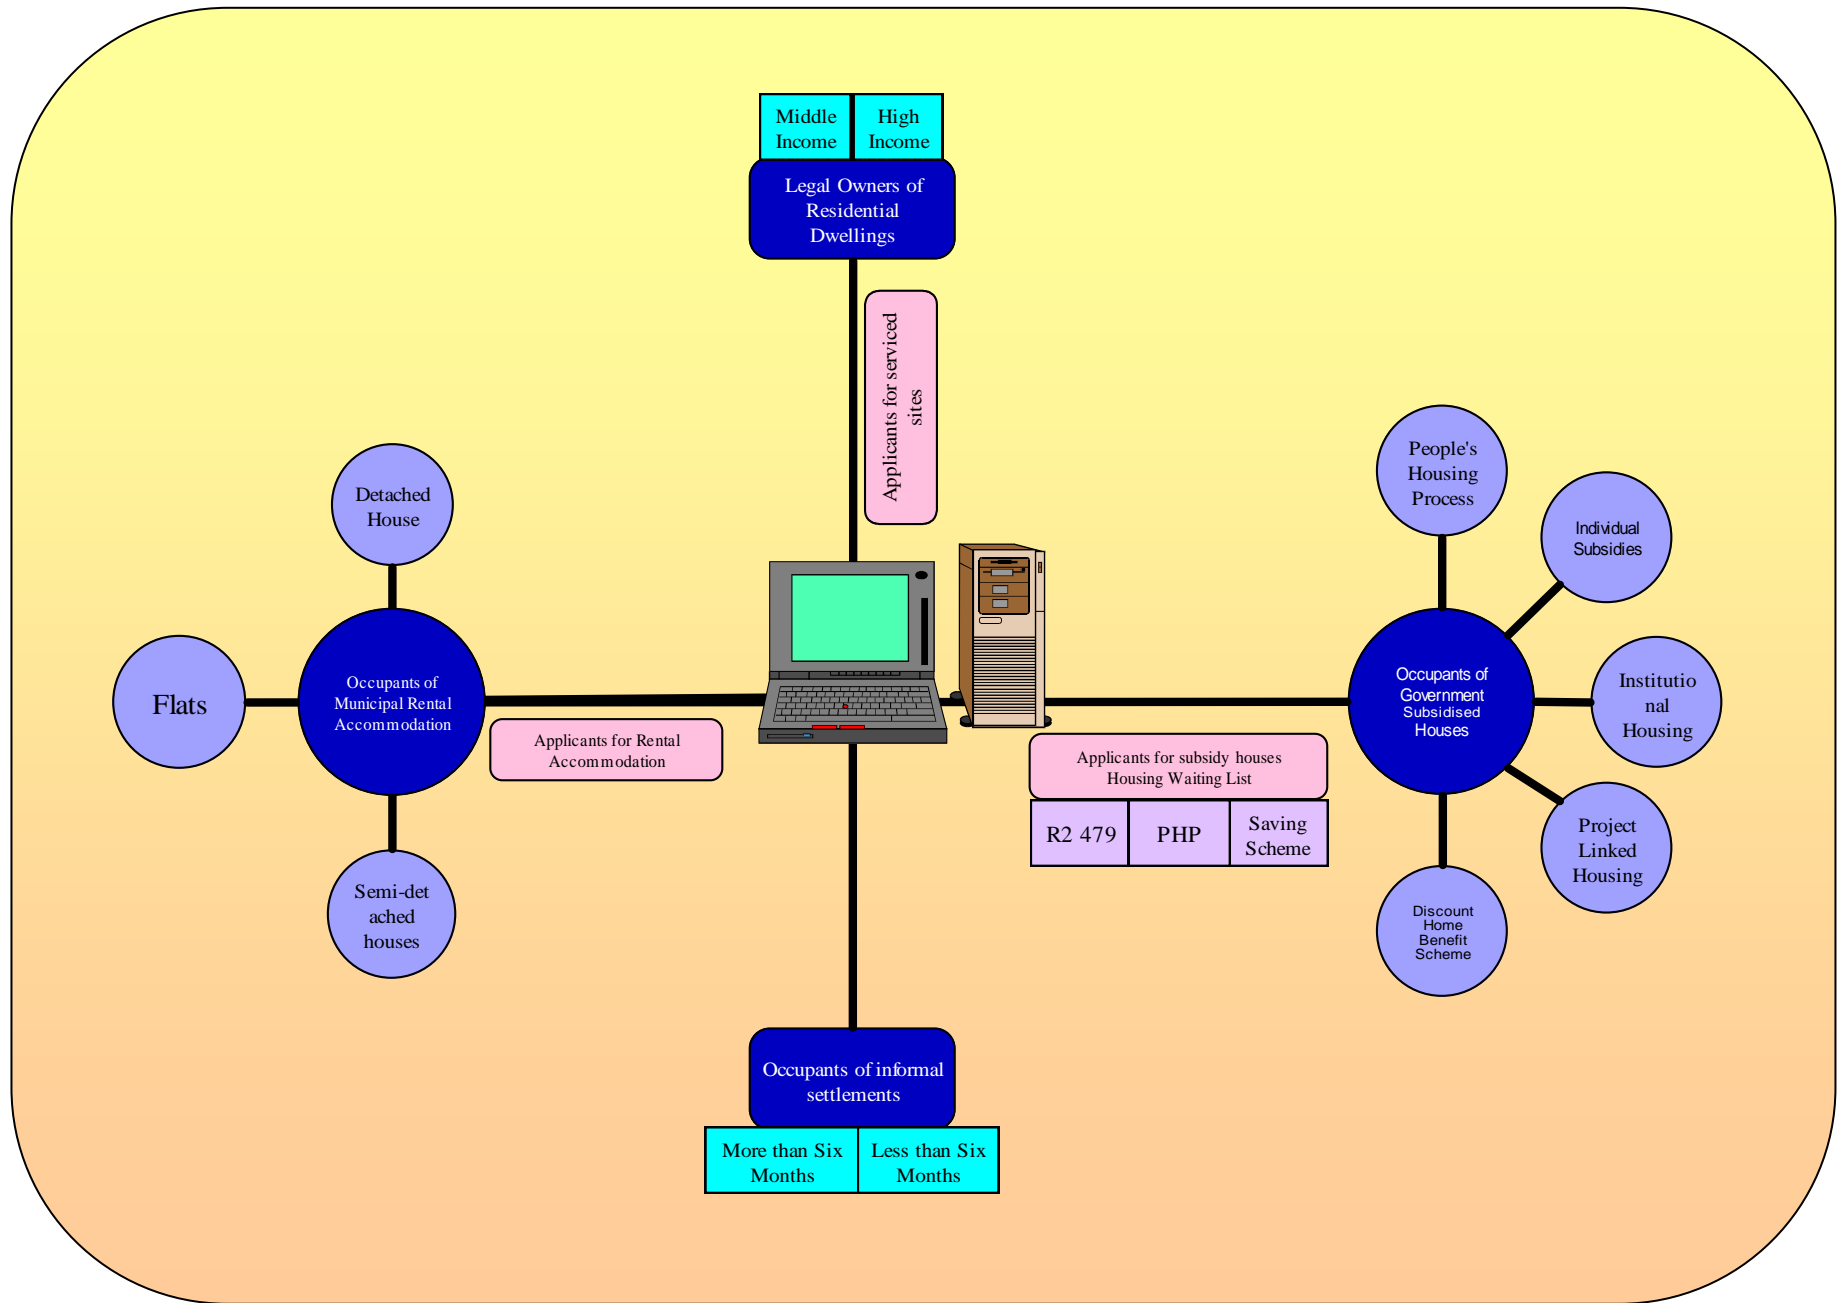 Middle
Income
High
Income
Legal Owners of
Residential
Dwellings
Applicants for serviced
sites
Detached
House
Flats
Occupants of
Municipal Rental
Accommodation
Semi-det
ached
houses
Applicants for Rental
Accommodation
Applicants for subsidy houses
Housing Waiting List
R2 479
PHP
Saving
Scheme
People's
Housing
Process
Individual
Subsidies
Occupants of
Government
Subsidised
Houses
Institutio
nal
Housing
Project
Linked
Housing
Discount
Home
Benefit
Scheme
Occupants of informal
settlements
More than Six
Months
Less than Six
Months